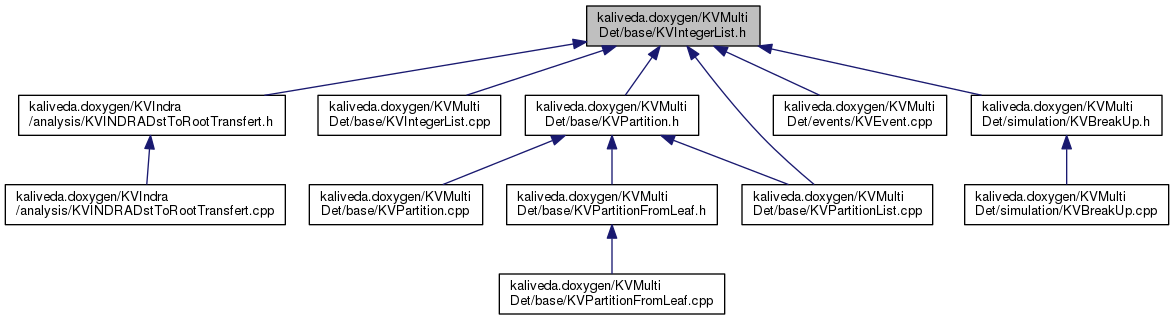 kaliveda.doxygen/KVMulti
Det/base/KVIntegerList.h
kaliveda.doxygen/KVIndra
/analysis/KVINDRADstToRootTransfert.h
kaliveda.doxygen/KVMulti
Det/base/KVIntegerList.cpp
kaliveda.doxygen/KVMulti
Det/base/KVPartition.h
kaliveda.doxygen/KVMulti
Det/events/KVEvent.cpp
kaliveda.doxygen/KVMulti
Det/simulation/KVBreakUp.h
kaliveda.doxygen/KVIndra
/analysis/KVINDRADstToRootTransfert.cpp
kaliveda.doxygen/KVMulti
Det/base/KVPartition.cpp
kaliveda.doxygen/KVMulti
Det/base/KVPartitionFromLeaf.h
kaliveda.doxygen/KVMulti
Det/base/KVPartitionList.cpp
kaliveda.doxygen/KVMulti
Det/simulation/KVBreakUp.cpp
kaliveda.doxygen/KVMulti
Det/base/KVPartitionFromLeaf.cpp